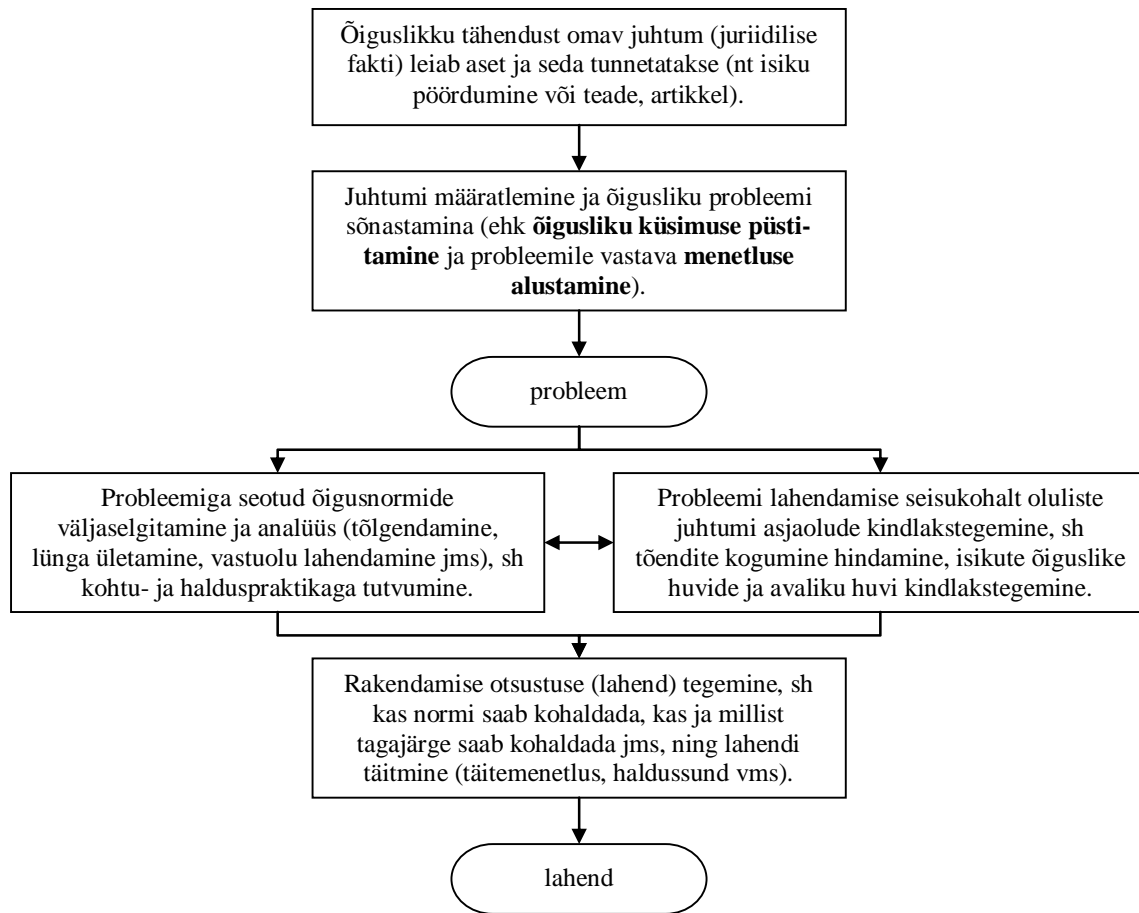 Õiguslikku tähendust omav juhtum (juriidilise
fakti) leiab aset ja seda tunnetatakse (nt isiku
pöördumine või teade, artikkel).
Juhtumi määratlemine ja õigusliku probleemi
sõnastamina (ehk õigusliku küsimuse püsti-
tamine ja probleemile vastava menetluse
alustamine).
probleem
Probleemiga seotud õigusnormide
väljaselgitamine ja analüüs (tõlgendamine,
lünga ületamine, vastuolu lahendamine jms), sh
kohtu- ja halduspraktikaga tutvumine.
Probleemi lahendamise seisukohalt oluliste
juhtumi asjaolude kindlakstegemine, sh
tõendite kogumine hindamine, isikute õiguslike
huvide ja avaliku huvi kindlakstegemine.
Rakendamise otsustuse (lahend) tegemine, sh
kas normi saab kohaldada, kas ja millist
tagajärge saab kohaldada jms, ning lahendi
täitmine (täitemenetlus, haldussund vms).
lahend